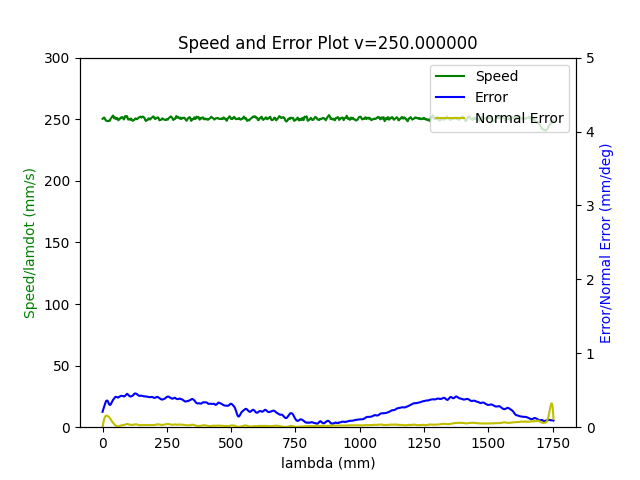 Speed and Error Plot v=250.000000
300
250
200
150
100
50
0
Speed/lamdot (mm/s)
0 250 500 750 1000 1250 1500 1750
lambda (mm)
5
4
3
2
1
0
Error/Normal Error (mm/deg)
Speed
Error
Normal Error